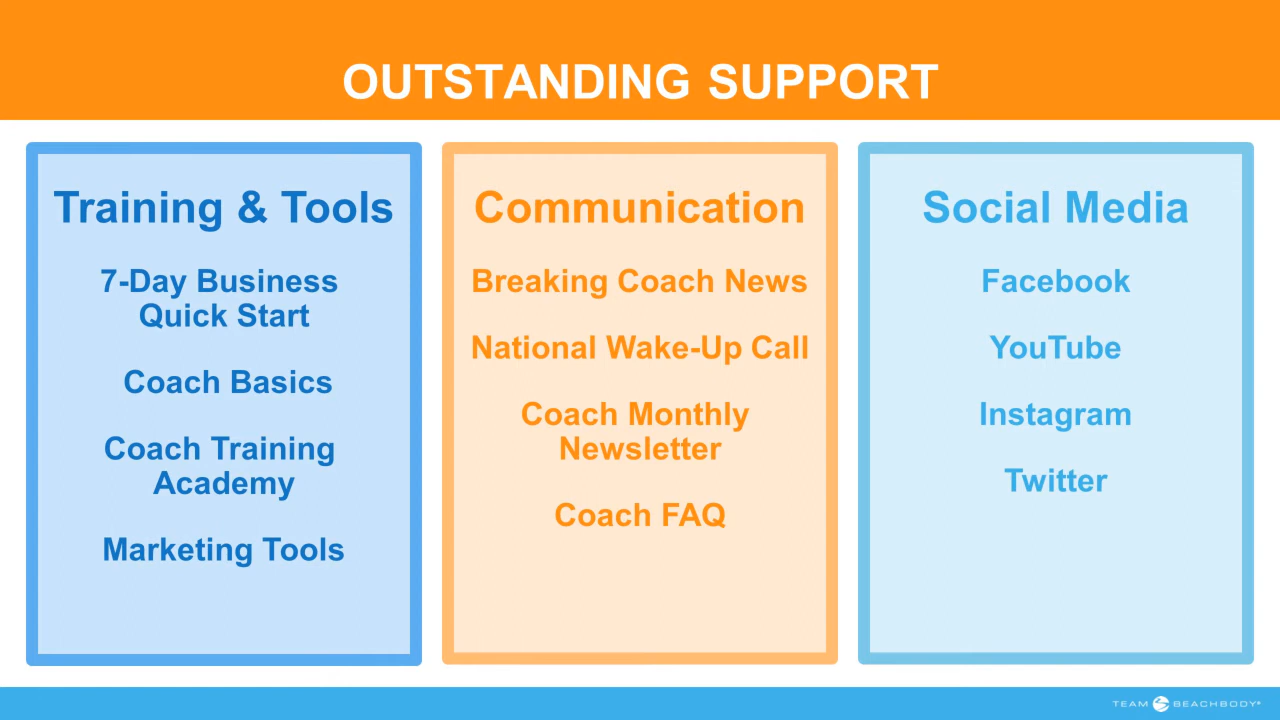 OUTSTANDING SUPPORT
Training & Tools
7-Day Business
Quick Start
Coach Basics
Coach Training
Academy
Marketing Tools
Communication
Breaking Coach News
National Wake-Up Call
Coach Monthly
Newsletter
Coach FAQ
Social Media
Facebook
YouTube
Instagram
Twitter
TEAM BEACHBODY®